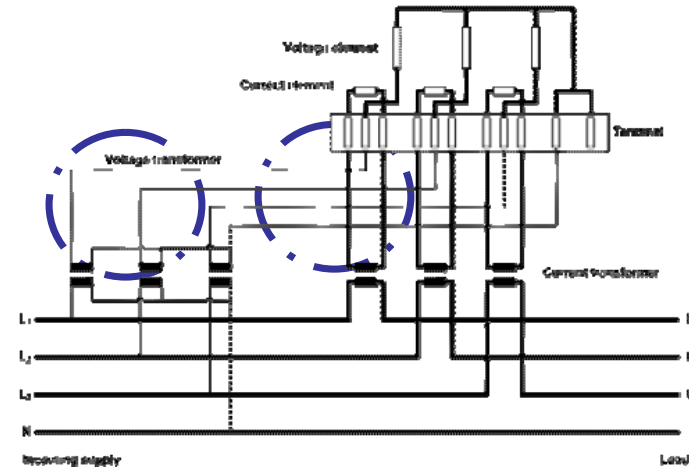 Voltage element
Current element
Terminal
Voltage transformer
Current transformer
L₁
L₂
L₃
N
Incoming supply
Load